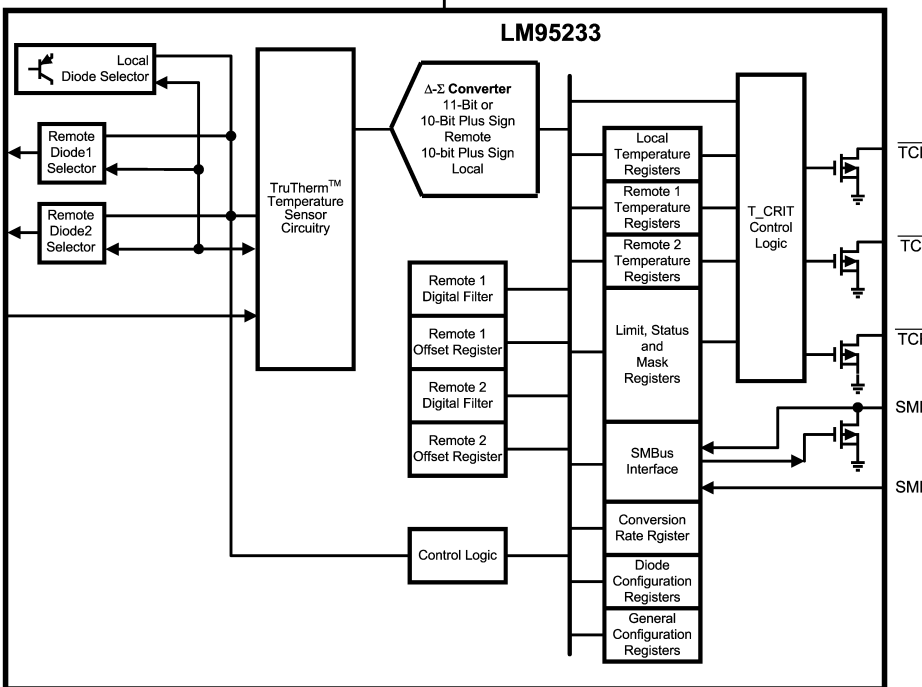 LM95233
Local
Diode Selector
Remote
Diode1
Selector
Remote
Diode2
Selector
TruTherm™
Temperature
Sensor
Circuitry
Δ-Σ Converter
11-Bit or
10-Bit Plus Sign
Remote
10-bit Plus Sign
Local
Remote 1
Digital Filter
Remote 1
Offset Register
Remote 2
Digital Filter
Remote 2
Offset Register
Control Logic
Local
Temperature
Registers
Remote 1
Temperature
Registers
Remote 2
Temperature
Registers
Limit, Status
and
Mask
Registers
SMBus
Interface
Conversion
Rate Rgister
Diode
Configuration
Registers
General
Configuration
Registers
T_CRIT
Control
Logic